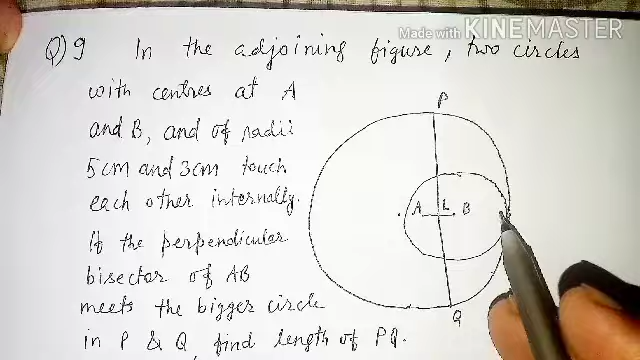 Made with KINEMASTER
Q) 9 In the adjoining figure, two circles
with centres at A
and B, and of radii
5cm and 3cm touch
each other internally.
If the perpendicular
bisector of AB
meets the bigger circle
in P & Q, find length of PQ.
P
A L B
Q